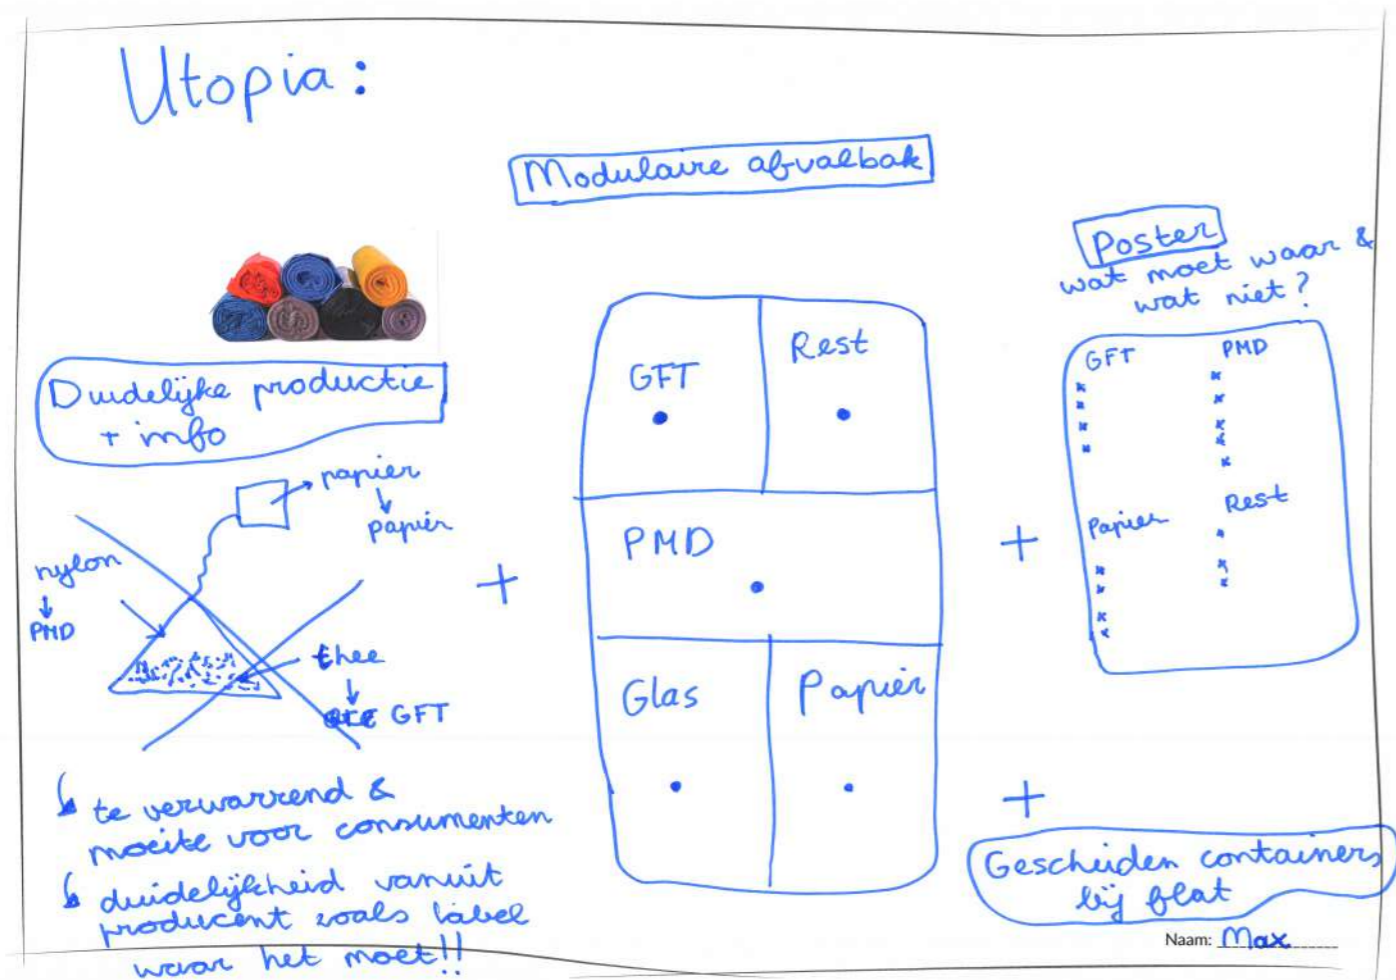 Utopia:
Modulaire afvalbak
Duidelijke productie
+ info
papier
papier
nylon
PMD
thee
GFT
te verwarrend &
moeite voor consumenten
duidelijkheid vanuit
producent zoals label
waar het moet!!
+
GFT
Rest
PMD
Glas
Papier
+
Poster
wat moet waar &
wat niet?
GFT
PMD
Papier
Rest
+
Gescheiden containers
bij flat
Naam: Max